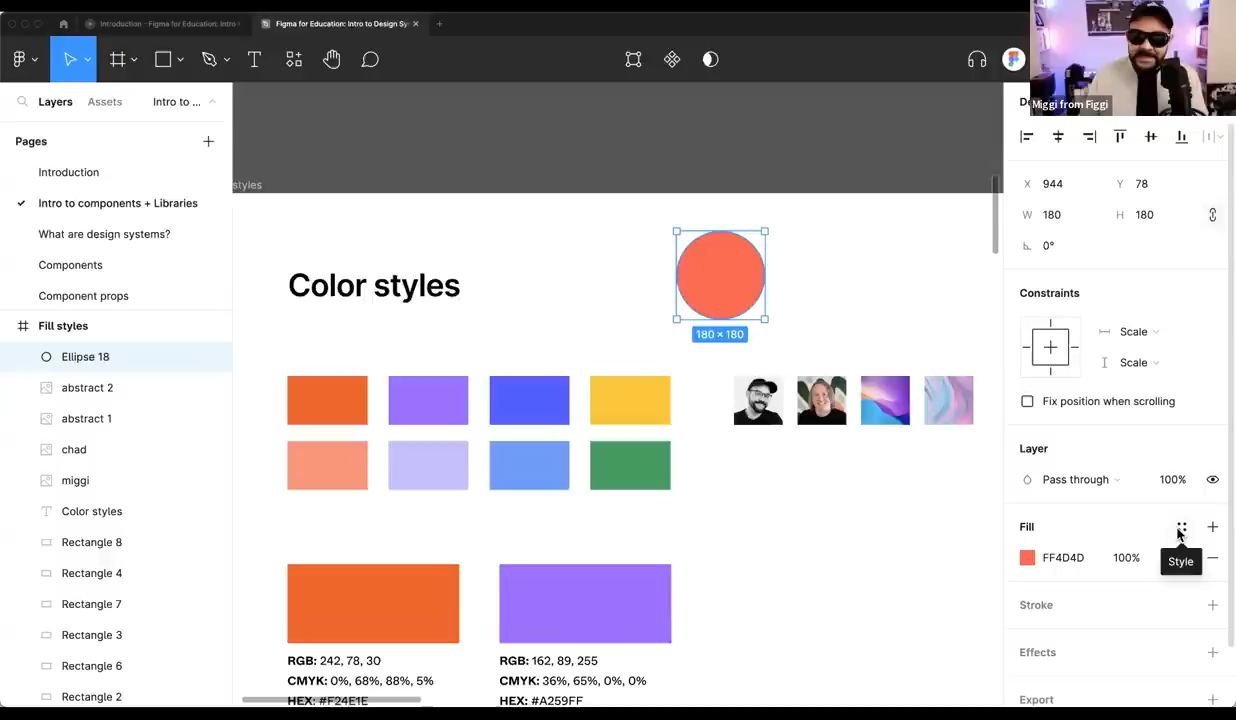 Introduction - Figma for Education: Intro t
Figma for Education: Intro to Design Sy
Miggi from Figgi
Layers
Assets
Intro to ...
Pages
Introduction
Intro to components + Libraries
What are design systems?
Components
Component props
Fill styles
Ellipse 18
abstract 2
abstract 1
chad
miggi
Color styles
Rectangle 8
Rectangle 4
Rectangle 7
Rectangle 3
Rectangle 6
Rectangle 2
styles
Color styles
180 × 180
RGB: 242, 78, 30
CMYK: 0%, 68%, 88%, 5%
HEX: #F24E1E
RGB: 162, 89, 255
CMYK: 36%, 65%, 0%, 0%
HEX: #A259FF
De
X 944 Y 78
W 180 H 180
0°
Constraints
Scale
Scale
Fix position when scrolling
Layer
Pass through 100%
Fill
FF4D4D 100%
Style
Stroke
Effects
Export